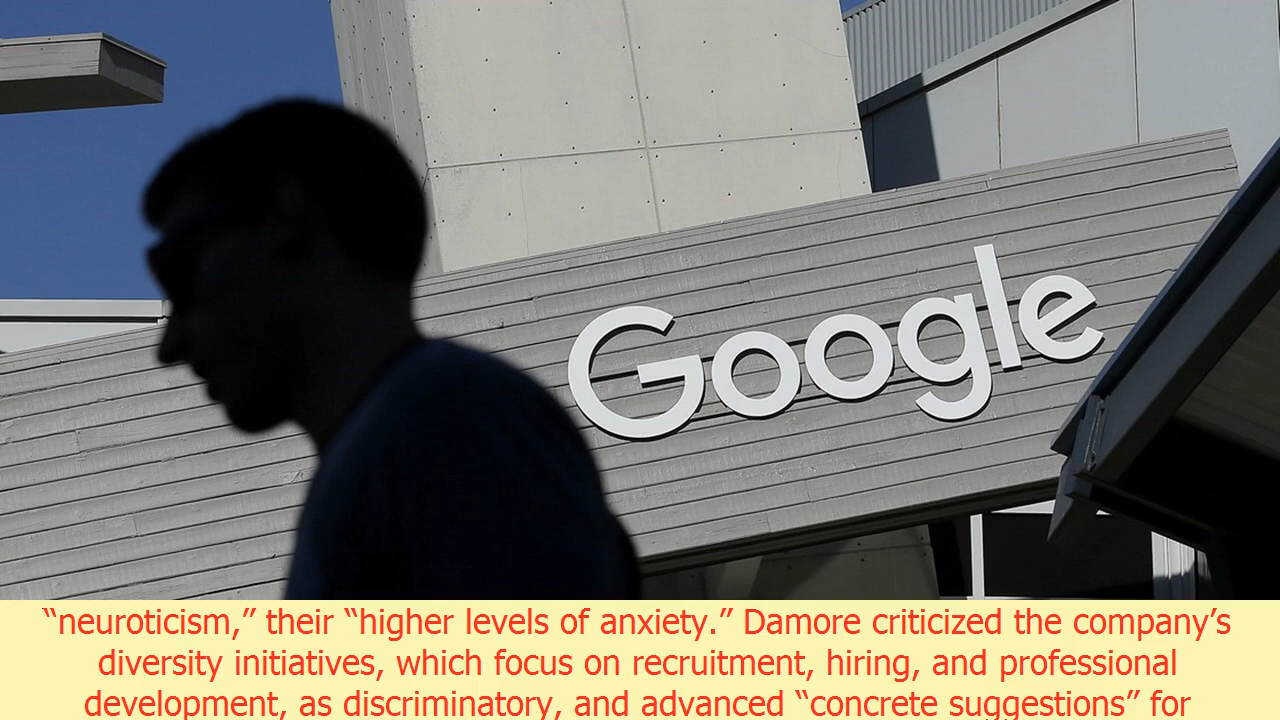 Google
“neuroticism,” their “higher levels of anxiety.” Damore criticized the company’s
diversity initiatives, which focus on recruitment, hiring, and professional
development, as discriminatory, and advanced “concrete suggestions” for